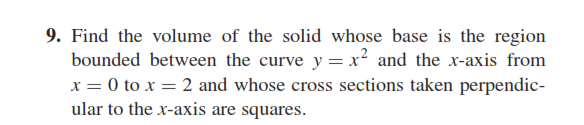 9. Find the volume of the solid whose base is the region
bounded between the curve y = x² and the x-axis from
x = 0 to x = 2 and whose cross sections taken perpendic-
ular to the x-axis are squares.